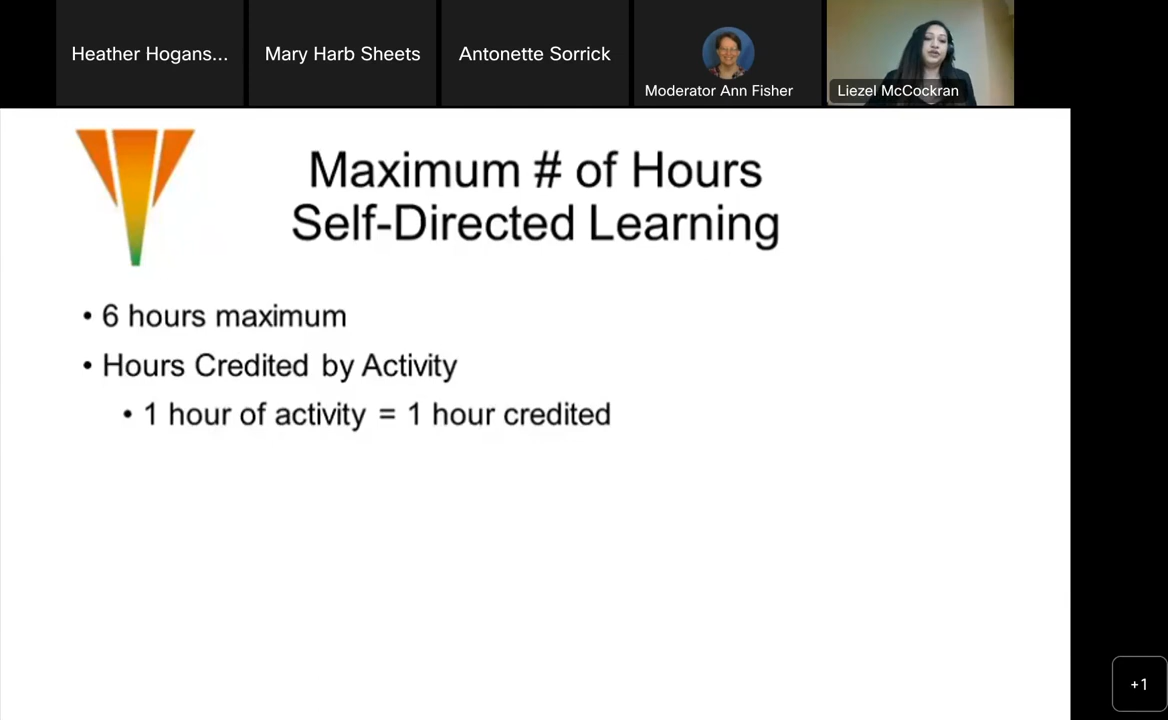 Heather Hogans...
Mary Harb Sheets
Antonette Sorrick
Moderator Ann Fisher
Liezel McCockran
Maximum # of Hours
Self-Directed Learning
• 6 hours maximum
• Hours Credited by Activity
• 1 hour of activity = 1 hour credited
+1